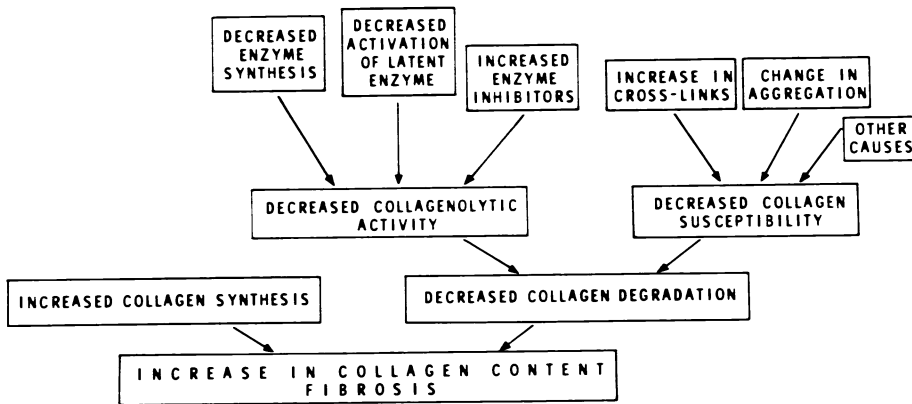 DECREASED
ENZYME
SYNTHESIS
DECREASED
ACTIVATION
OF LATENT
ENZYME
INCREASED
ENZYME
INHIBITORS
INCREASE IN
CROSS-LINKS
CHANGE IN
AGGREGATION
OTHER
CAUSES
DECREASED COLLAGENOLYTIC
ACTIVITY
DECREASED COLLAGEN
SUSCEPTIBILITY
INCREASED COLLAGEN SYNTHESIS
DECREASED COLLAGEN DEGRADATION
INCREASE IN COLLAGEN CONTENT
FIBROSIS